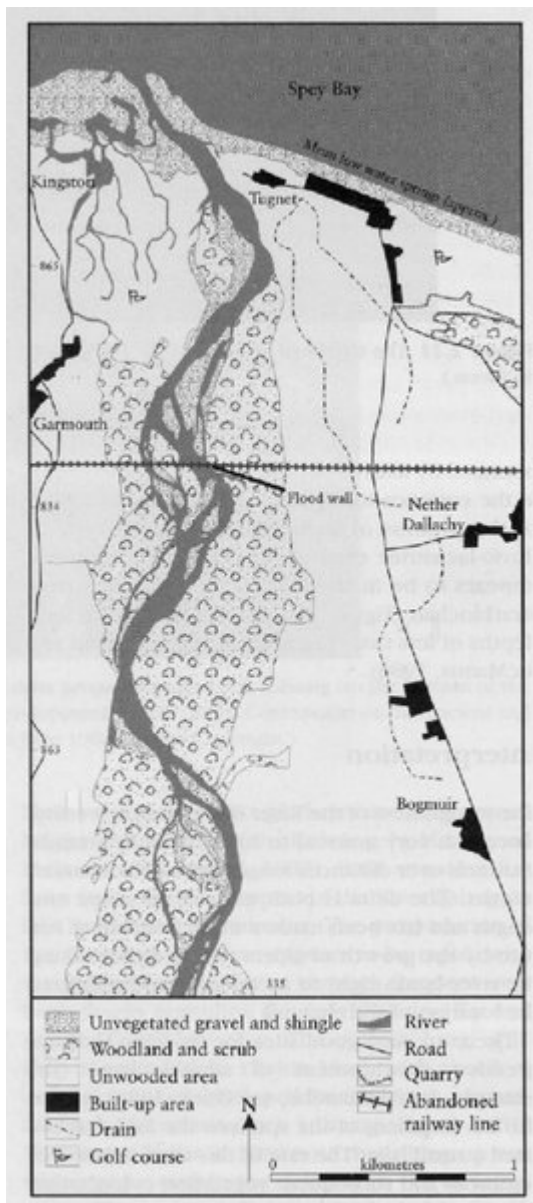 Spey Bay
Mean low water springs (approx.)
Kingston
Tugnet
865
Garmouth
Flood wall
834
Nether
Dallachy
863
Bogmuir
Unvegetated gravel and shingle
River
Woodland and scrub
Road
Unwooded area
Quarry
Built-up area
Abandoned
railway line
Drain
N
Golf course
kilometres
0
1